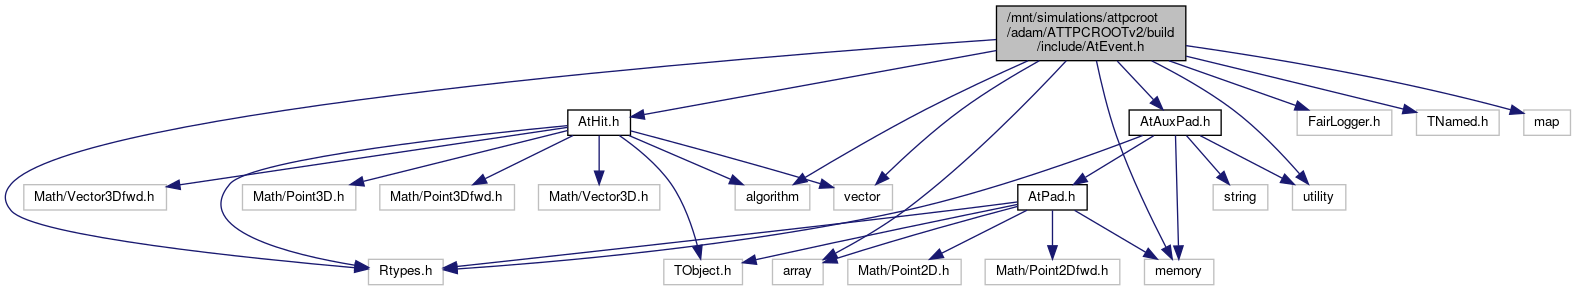 /mnt/simulations/attpcroot
/adam/ATTPCROOTv2/build
/include/AtEvent.h
AtHit.h
AtAuxPad.h
FairLogger.h
TNamed.h
map
Math/Vector3Dfwd.h
Math/Point3D.h
Math/Point3Dfwd.h
Math/Vector3D.h
algorithm
vector
AtPad.h
string
utility
Rtypes.h
TObject.h
array
Math/Point2D.h
Math/Point2Dfwd.h
memory